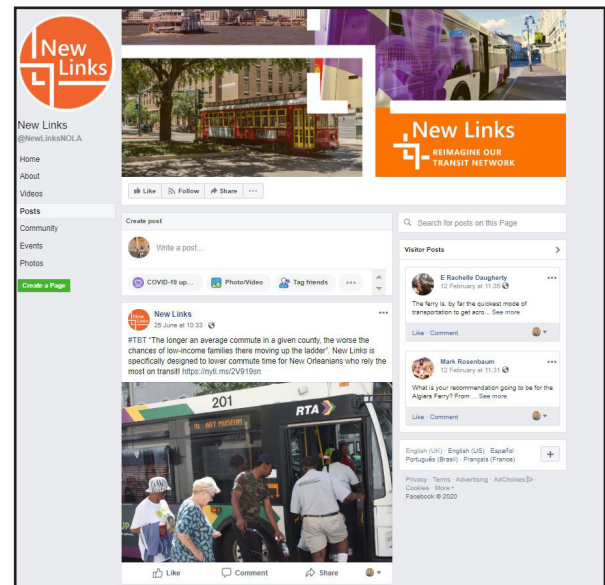 New
Links
New Links
@NewLinksNOLA
Home
About
Videos
Posts
Community
Events
Photos
Create a Page
New Links
REIMAGINE OUR
TRANSIT NETWORK
Like Follow Share ...
Create post
Write a post...
COVID-19 up... Photo/Video Tag friends ...
New
Links
New Links
25 June at 10:33
#TBT "The longer an average commute in a given county, the worse the
chances of low-income families there moving up the ladder". New Links is
specifically designed to lower commute time for New Orleanians who rely the
most on transit! https://nyti.ms/2V919sn
201
91 ART MUSEUM
RTA
Like Comment Share
Search for posts on this Page
Visitor Posts
E Rachelle Daugherty
12 February at 11:35
The ferry is, by far the quickest mode of
transportation to get acro... See more
Like · Comment
Mark Rosenbaum
12 February at 11:31
What is your recommendation going to be for the
Algiers Ferry? From ... See more
Like · Comment
English (UK) · English (US) · Español ·
Português (Brasil) · Français (France)
Privacy · Terms · Advertising · AdChoices ·
Cookies · More
Facebook © 2020